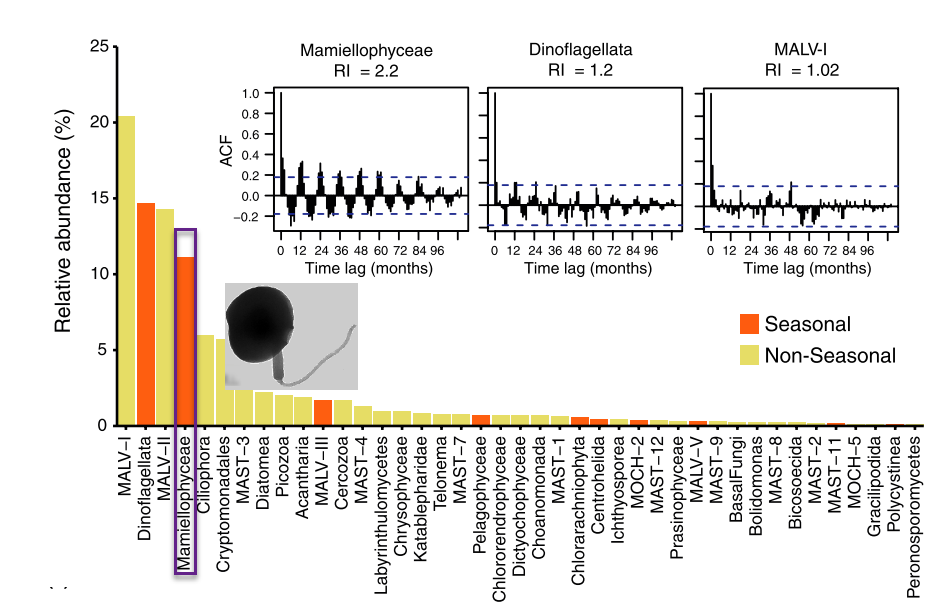 Mamiellophyceae
RI = 2.2
Dinoflagellata
RI = 1.2
MALV-I
RI = 1.02
25
20
15
10
5
0
Relative abundance (%)
1.0
0.8
0.6
0.4
0.2
0.0
−0.2
ACF
0 12 24 36 48 60 72 84 96
Time lag (months)
0 12 24 36 48 60 72 84 96
Time lag (months)
0 12 24 36 48 60 72 84 96
Time lag (months)
Seasonal
Non-Seasonal
MALV−I
Dinoflagellata
MALV−II
Mamiellophyceae
Ciliophora
Cryptomonadales
MAST−3
Diatomea
Picozoa
Acantharia
MALV−III
Cercozoa
MAST−4
Labyrinthulomycetes
Chrysophyceae
Katablepharidae
Telonema
MAST−7
Pelagophyceae
Chlororendrophyceae
Dictyochophyceae
Choanomonada
MAST−1
Chlorarachniophyta
Centrohelida
Ichthyosporea
MOCH−2
MAST−12
Prasinophyceae
MALV−V
MAST−9
BasalFungi
Bolidomonas
MAST−8
Bicosoecida
MAST−2
MAST−11
MOCH−5
Gracilipodida
Polycystinea
Peronosporomycetes